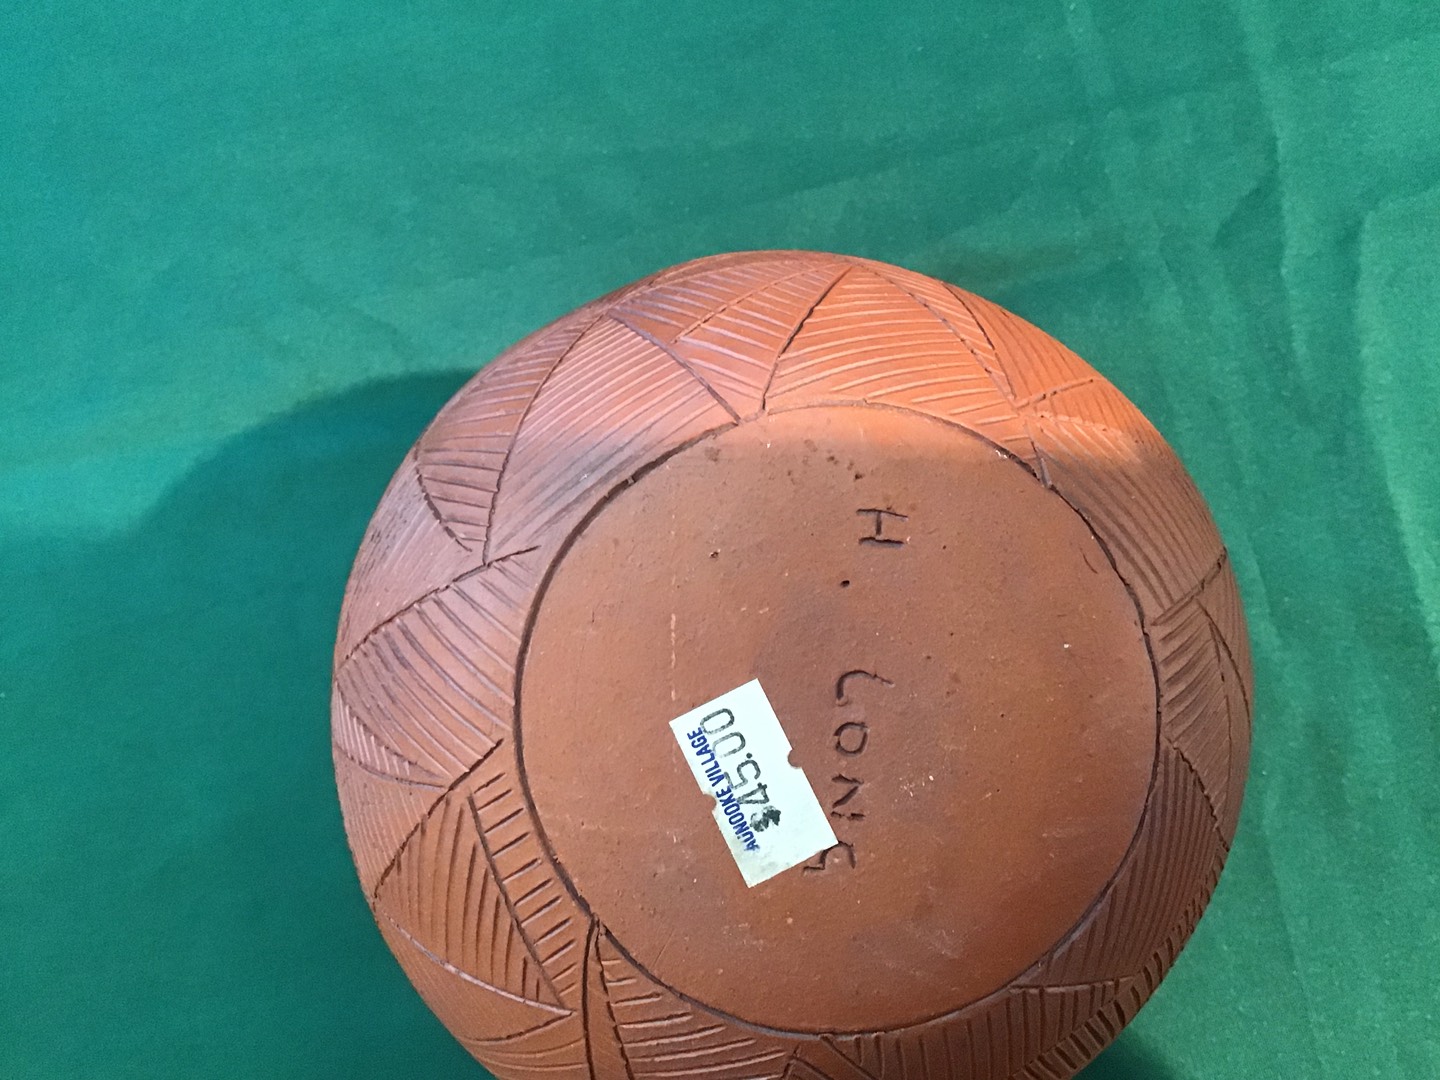 H. LONG
AUNOOKE VILLAGE
$45.00